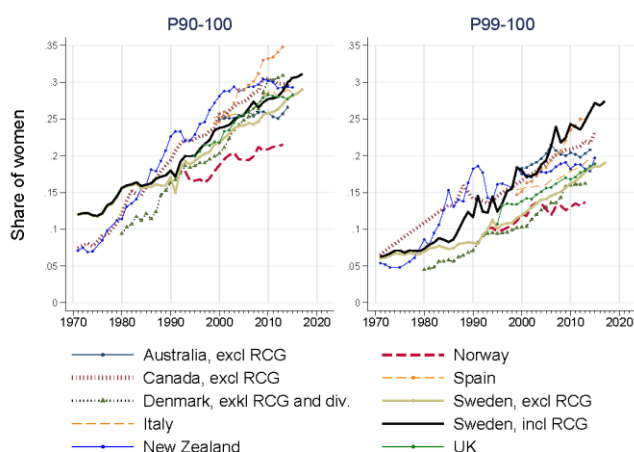 P90-100
P99-100
Share of women
.35
.3
.25
.2
.15
.1
.05
0
1970 1980 1990 2000 2010 2020
.35
.3
.25
.2
.15
.1
.05
0
1970 1980 1990 2000 2010 2020
Australia, excl RCG
Canada, excl RCG
Denmark, exkl RCG and div.
Italy
New Zealand
Norway
Spain
Sweden, excl RCG
Sweden, incl RCG
UK